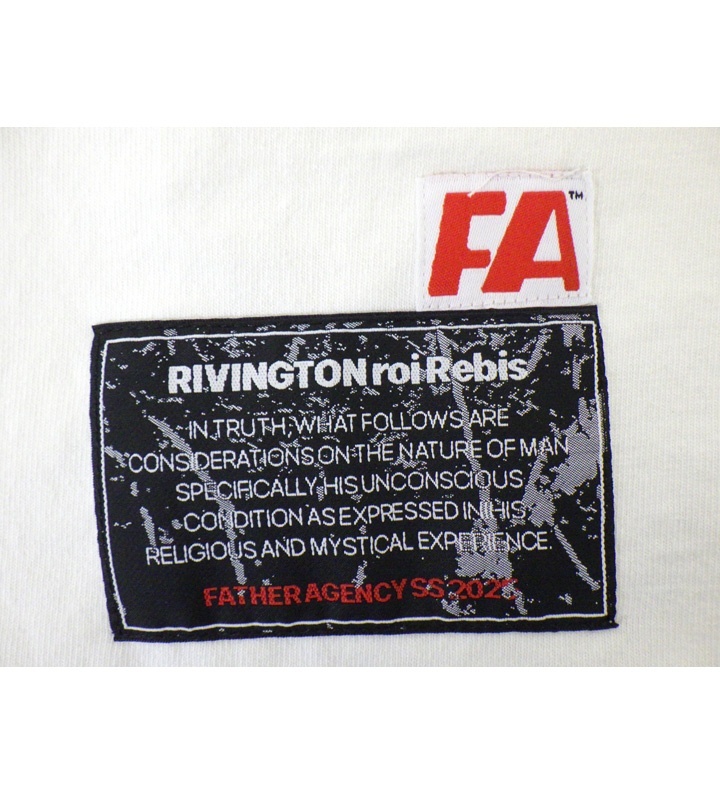 FA™
RIVINGTON roi Rebis
IN TRUTH, WHAT FOLLOWS ARE
CONSIDERATIONS ON THE NATURE OF MAN
SPECIFICALLY, HIS UNCONSCIOUS
CONDITION AS EXPRESSED IN HIS
RELIGIOUS AND MYSTICAL EXPERIENCE.
FATHER AGENCY SS 2025